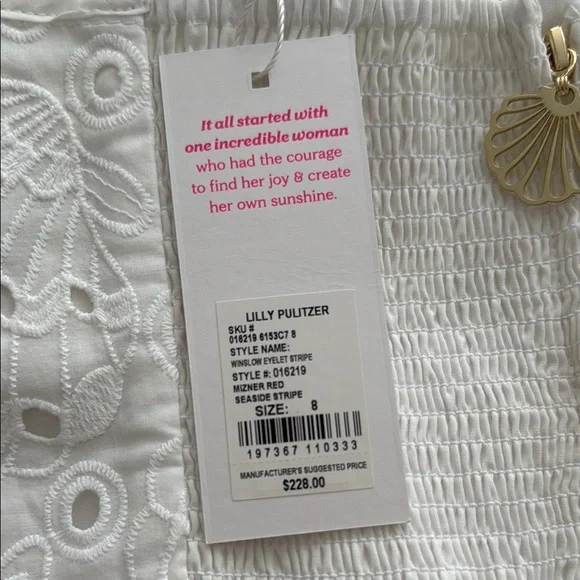 It all started with
one incredible woman
who had the courage
to find her joy & create
her own sunshine.
LILLY PULITZER
SKU #
016219 6153C7 8
STYLE NAME:
WINSLOW EYELET STRIPE
STYLE #: 016219
MIZNER RED
SEASIDE STRIPE
SIZE: 8
197367 110333
MANUFACTURER'S SUGGESTED PRICE
$228.00